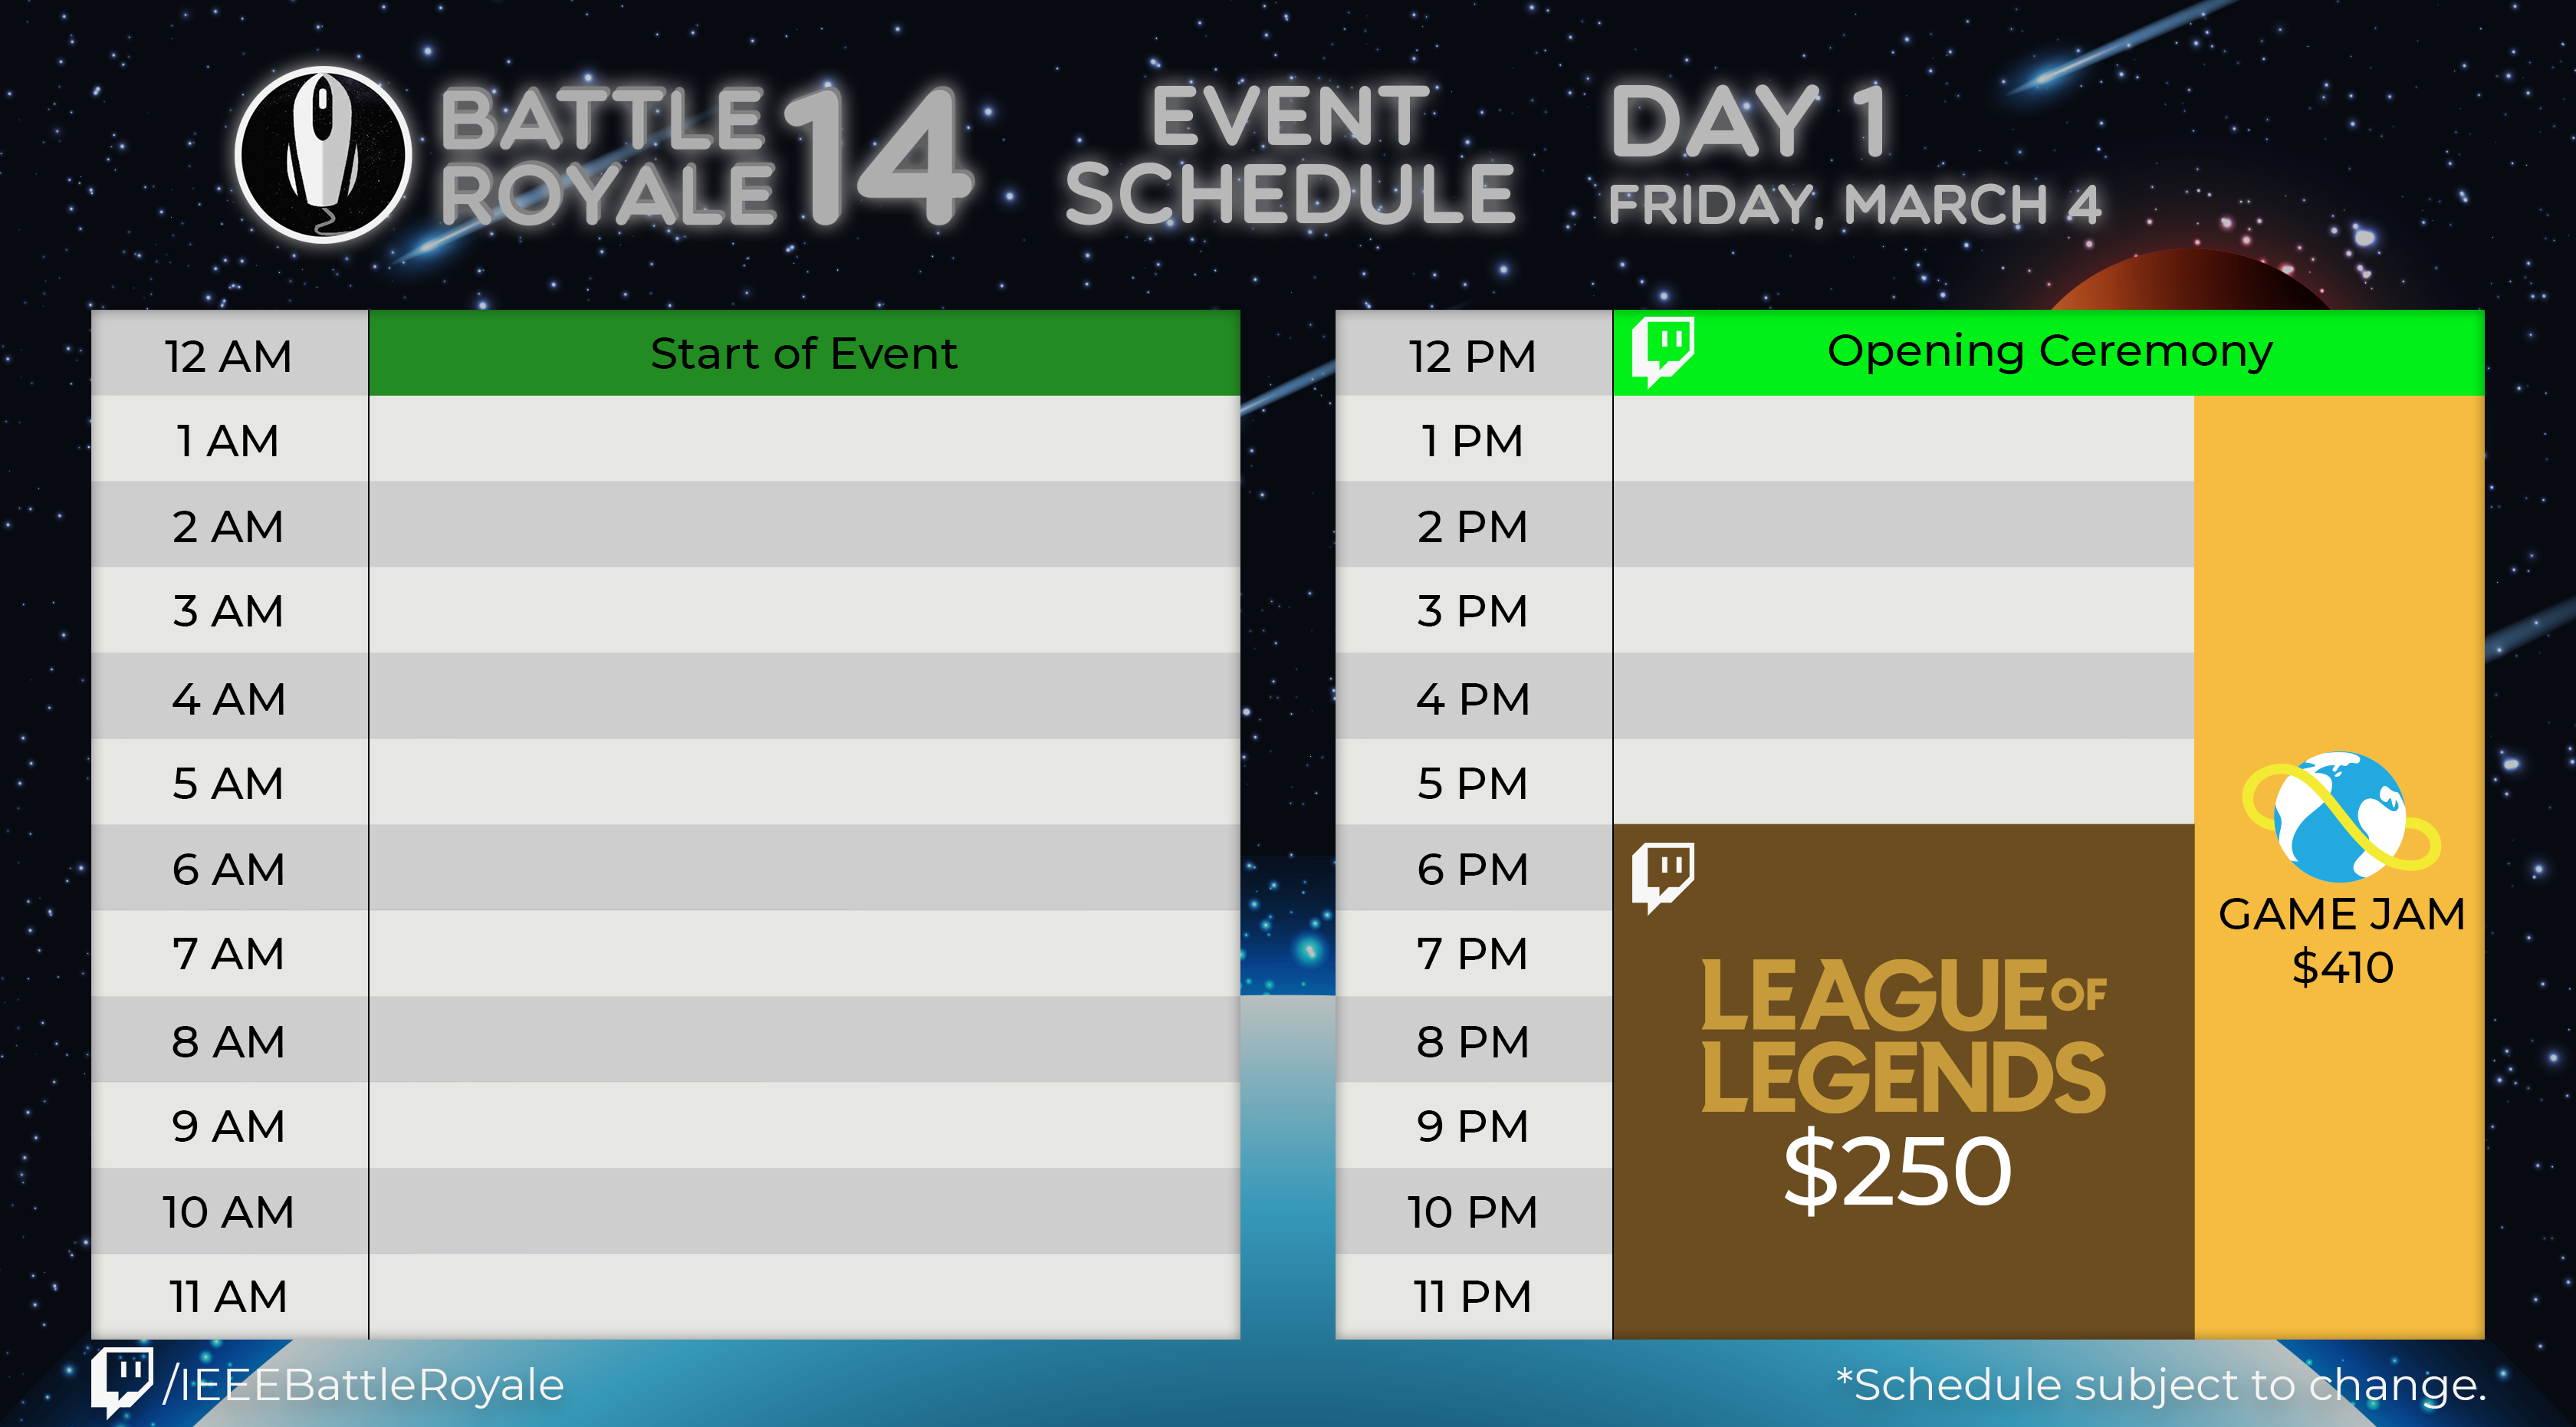 BATTLE
ROYALE 14
EVENT
SCHEDULE
DAY 1
FRIDAY, MARCH 4
12 AM Start of Event
1 AM
2 AM
3 AM
4 AM
5 AM
6 AM
7 AM
8 AM
9 AM
10 AM
11 AM
12 PM Opening Ceremony
1 PM
2 PM
3 PM
4 PM
5 PM
6 PM
7 PM
8 PM
9 PM
10 PM
11 PM
LEAGUE OF
LEGENDS
$250
GAME JAM
$410
/IEEEBattleRoyale
*Schedule subject to change.